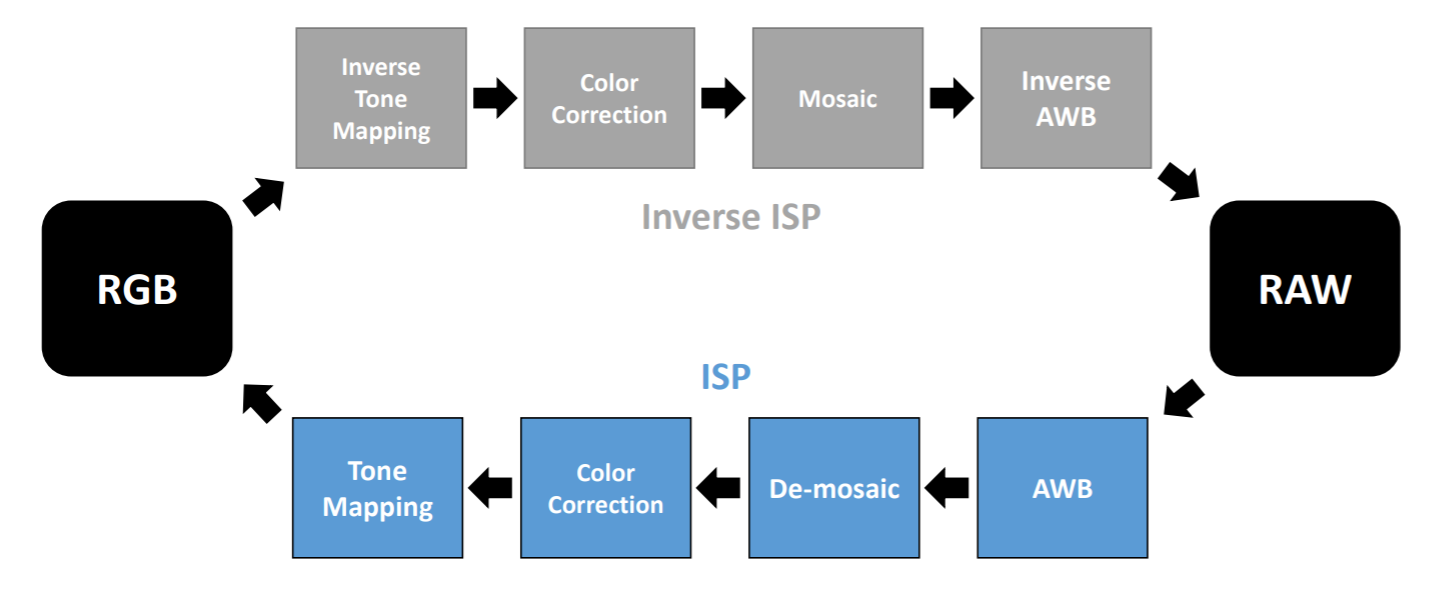 Inverse
Tone
Mapping
Color
Correction
Mosaic
Inverse
AWB
Inverse ISP
RGB
RAW
ISP
Tone
Mapping
Color
Correction
De-mosaic
AWB